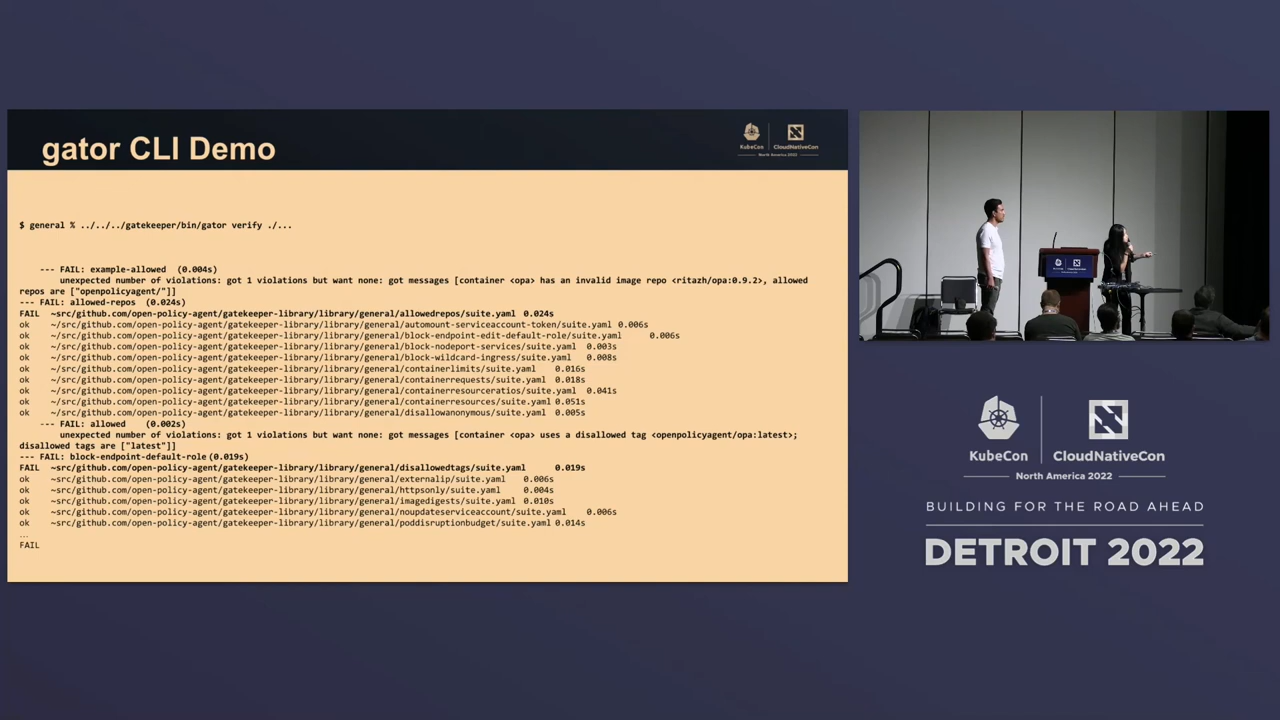 gator CLI Demo
KubeCon
CloudNativeCon
North America 2022
$ general % ../../../gatekeeper/bin/gator verify ./...
--- FAIL: example-allowed (0.004s)
unexpected number of violations: got 1 violations but want none: got messages [container <opa> has an invalid image repo <ritazh/opa:0.9.2>, allowed
repos are ["openpolicyagent/"]]
--- FAIL: allowed-repos (0.024s)
FAIL ~src/github.com/open-policy-agent/gatekeeper-library/library/general/allowedrepos/suite.yaml 0.024s
ok ~/src/github.com/open-policy-agent/gatekeeper-library/library/general/automount-serviceaccount-token/suite.yaml 0.006s
ok ~/src/github.com/open-policy-agent/gatekeeper-library/library/general/block-endpoint-edit-default-role/suite.yaml 0.006s
ok ~/src/github.com/open-policy-agent/gatekeeper-library/library/general/block-nodeport-services/suite.yaml 0.003s
ok ~/src/github.com/open-policy-agent/gatekeeper-library/library/general/block-wildcard-ingress/suite.yaml 0.008s
ok ~/src/github.com/open-policy-agent/gatekeeper-library/library/general/containerlimits/suite.yaml 0.016s
ok ~/src/github.com/open-policy-agent/gatekeeper-library/library/general/containerrequests/suite.yaml 0.018s
ok ~/src/github.com/open-policy-agent/gatekeeper-library/library/general/containerresourceratios/suite.yaml 0.041s
ok ~/src/github.com/open-policy-agent/gatekeeper-library/library/general/containerresources/suite.yaml 0.051s
ok ~/src/github.com/open-policy-agent/gatekeeper-library/library/general/disallowanonymous/suite.yaml 0.005s
--- FAIL: allowed (0.002s)
unexpected number of violations: got 1 violations but want none: got messages [container <opa> uses a disallowed tag <openpolicyagent/opa:latest>;
disallowed tags are ["latest"]]
--- FAIL: block-endpoint-default-role (0.019s)
FAIL ~src/github.com/open-policy-agent/gatekeeper-library/library/general/disallowedtags/suite.yaml 0.019s
ok ~src/github.com/open-policy-agent/gatekeeper-library/library/general/externalip/suite.yaml 0.006s
ok ~src/github.com/open-policy-agent/gatekeeper-library/library/general/httpsonly/suite.yaml 0.004s
ok ~src/github.com/open-policy-agent/gatekeeper-library/library/general/imagedigests/suite.yaml 0.010s
ok ~src/github.com/open-policy-agent/gatekeeper-library/library/general/noupdateserviceaccount/suite.yaml 0.006s
ok ~src/github.com/open-policy-agent/gatekeeper-library/library/general/poddisruptionbudget/suite.yaml 0.014s
...
FAIL
KubeCon
CloudNativeCon
North America 2022
BUILDING FOR THE ROAD AHEAD
DETROIT 2022